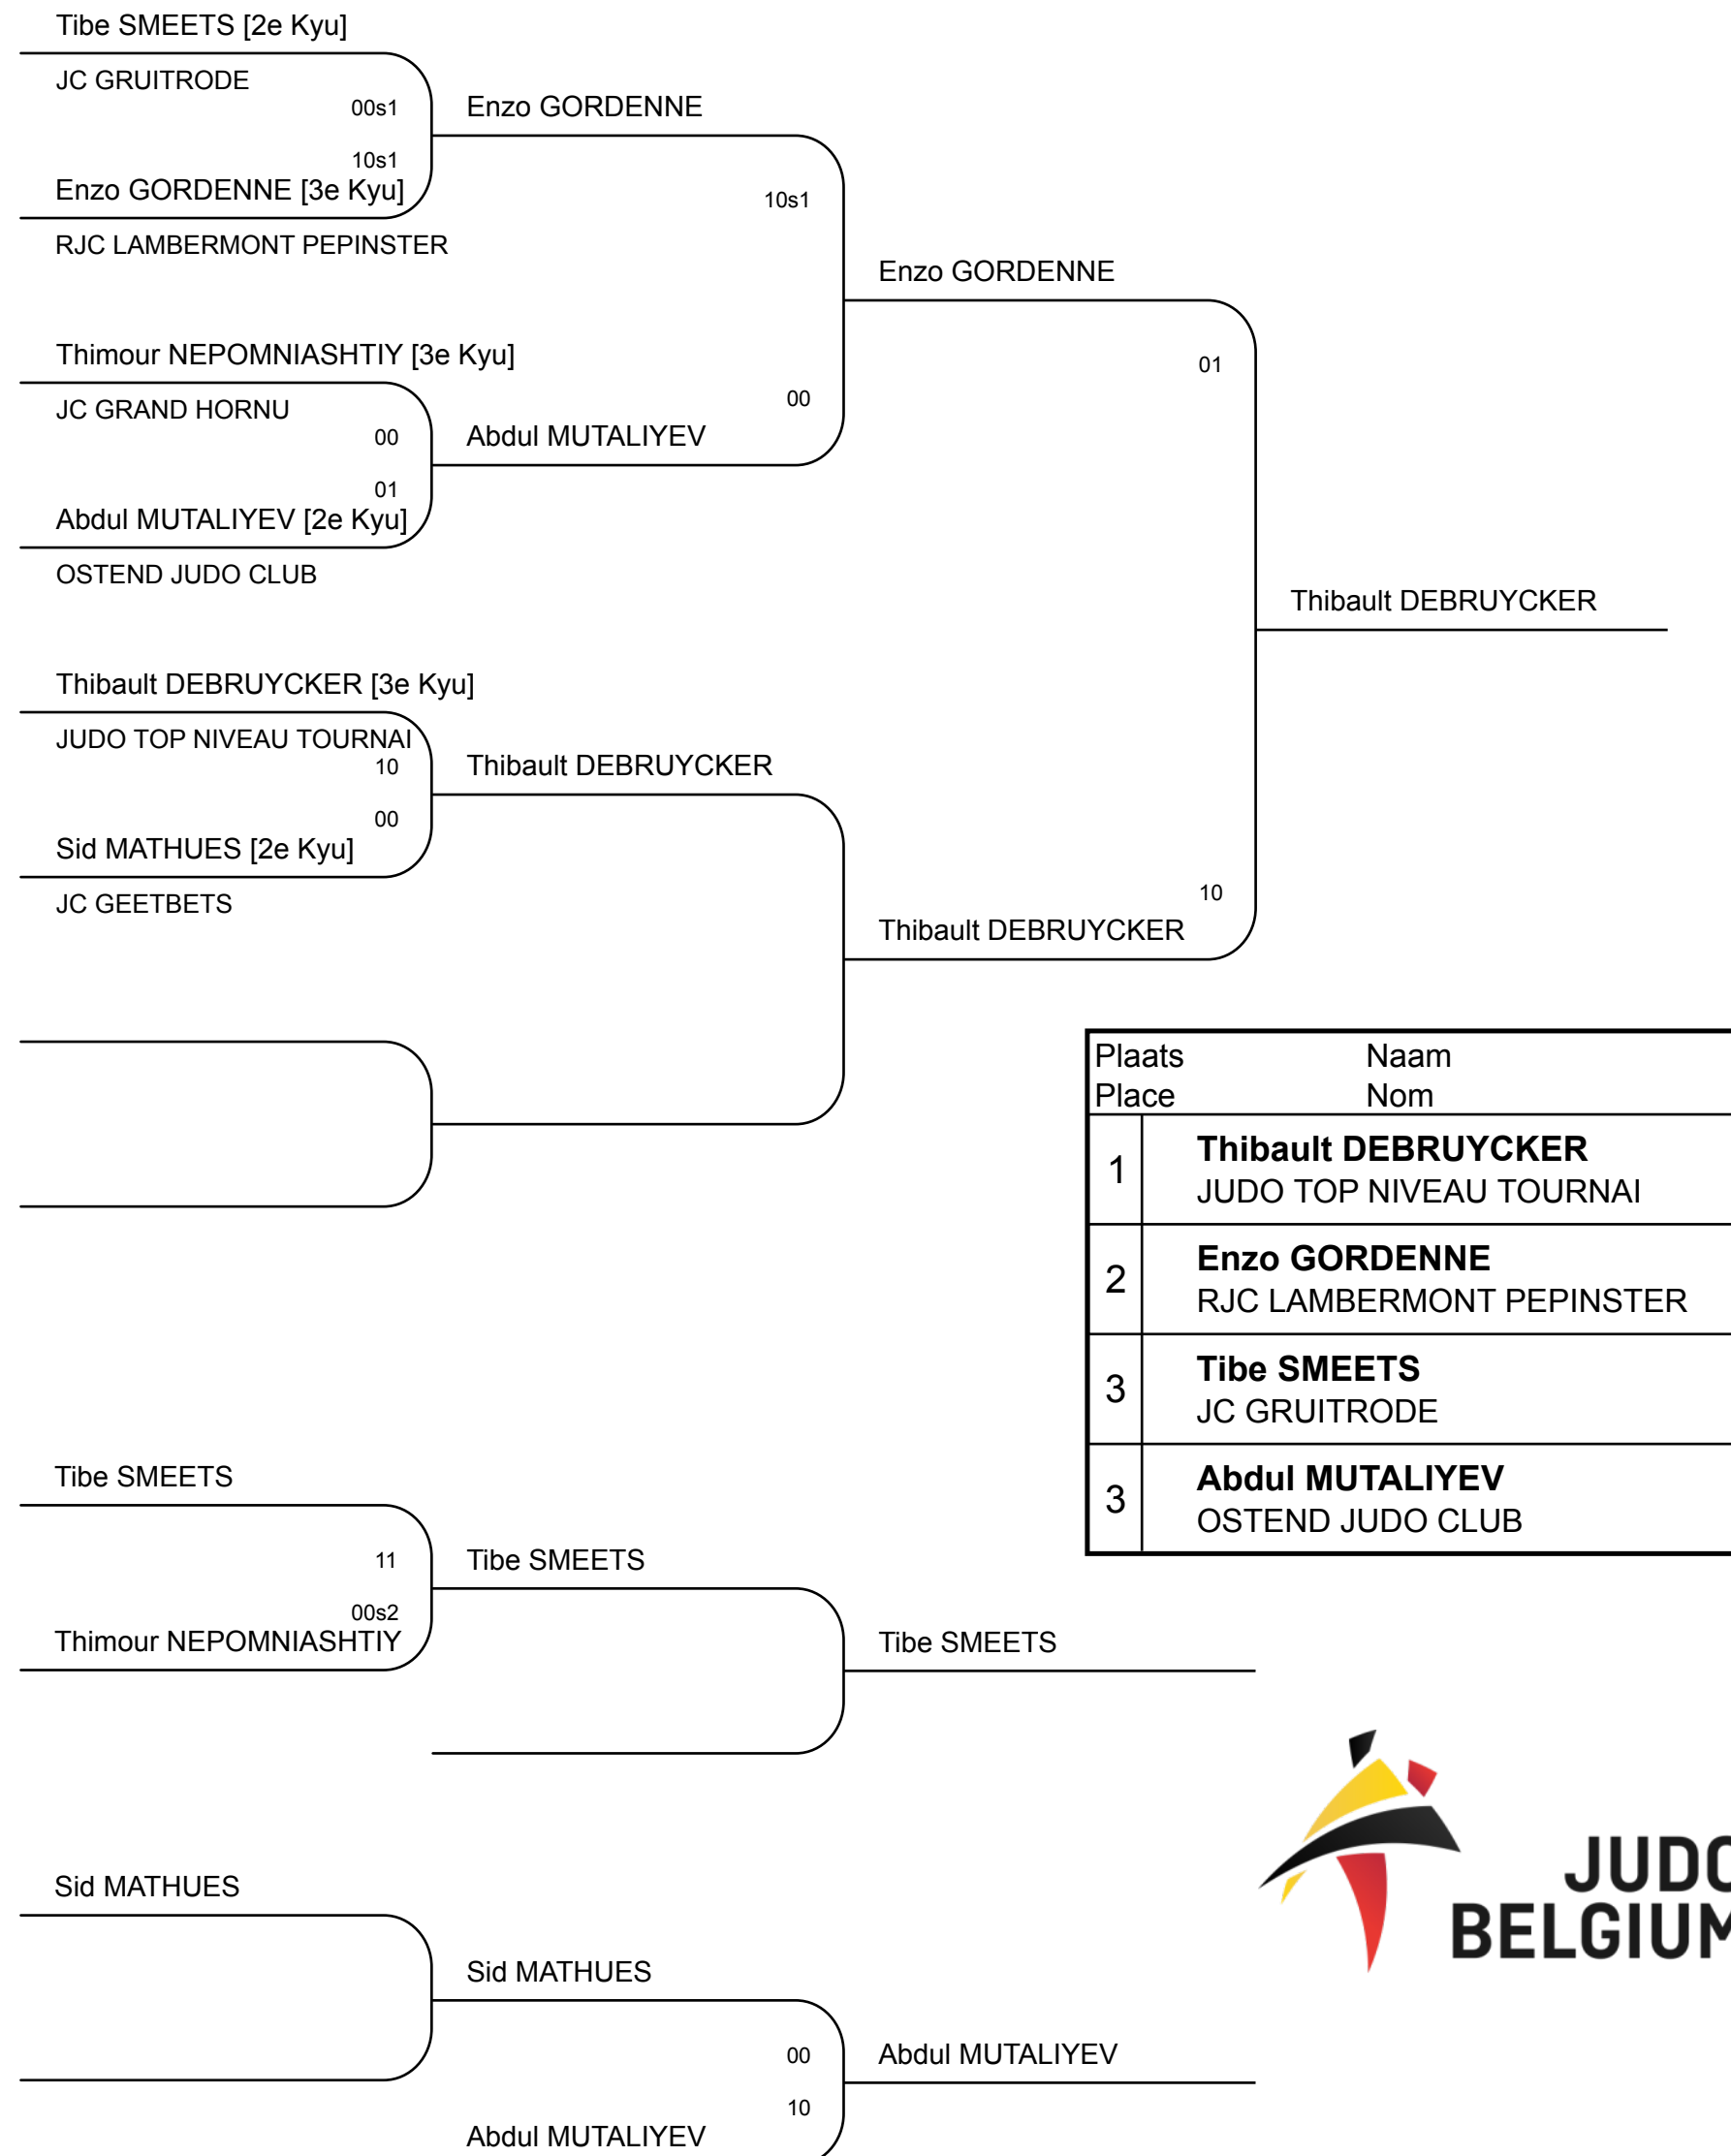 Tibe SMEETS [2e Kyu]
JC GRUITRODE
00s1
Enzo GORDENNE
10s1
Enzo GORDENNE [3e Kyu]
10s1
RJC LAMBERMONT PEPINSTER
Enzo GORDENNE
Thimour NEPOMNIASHTIY [3e Kyu]
01
JC GRAND HORNU
00
00
Abdul MUTALIYEV
01
Abdul MUTALIYEV [2e Kyu]
OSTEND JUDO CLUB
Thibault DEBRUYCKER
Thibault DEBRUYCKER [3e Kyu]
JUDO TOP NIVEAU TOURNAI
10
Thibault DEBRUYCKER
00
Sid MATHUES [2e Kyu]
JC GEETBETS
10
Thibault DEBRUYCKER
Plaats Naam
Place Nom
1 Thibault DEBRUYCKER
JUDO TOP NIVEAU TOURNAI
2 Enzo GORDENNE
RJC LAMBERMONT PEPINSTER
3 Tibe SMEETS
JC GRUITRODE
3 Abdul MUTALIYEV
OSTEND JUDO CLUB
Tibe SMEETS
11
Tibe SMEETS
00s2
Thimour NEPOMNIASHTIY
Tibe SMEETS
JUDO
BELGIUM
Sid MATHUES
Sid MATHUES
00
Abdul MUTALIYEV
10
Abdul MUTALIYEV